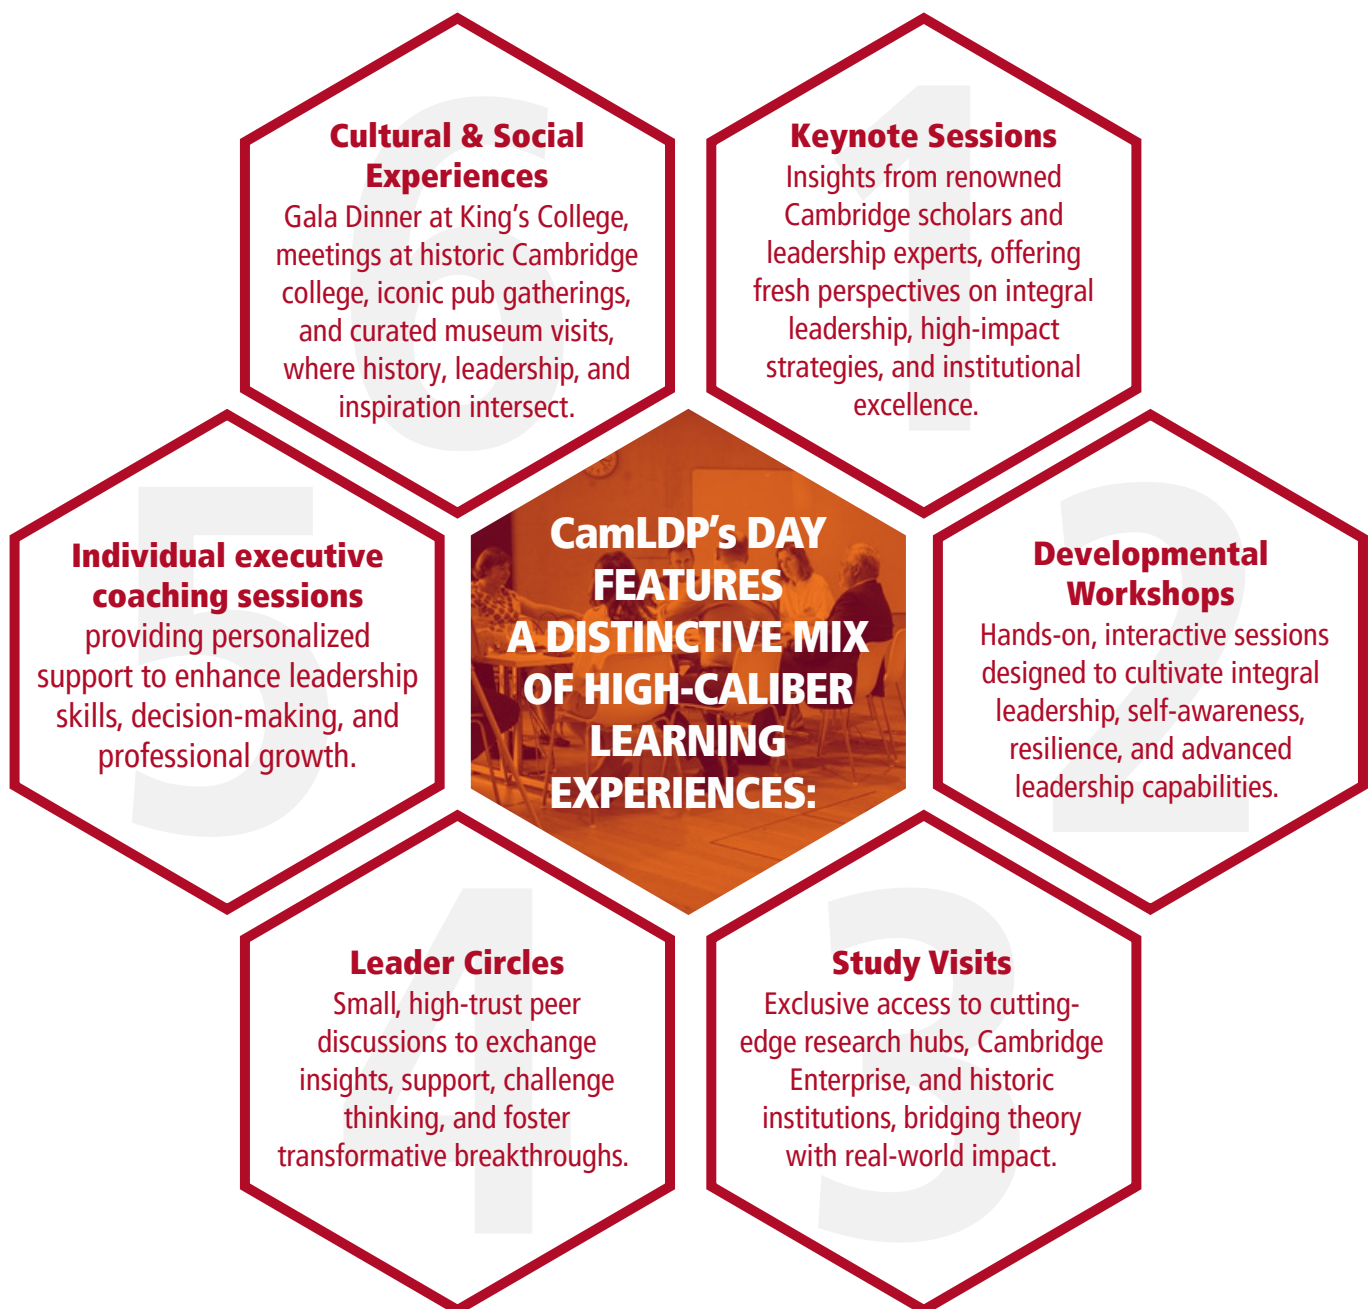 CamLDP's DAY
FEATURES
A DISTINCTIVE MIX
OF HIGH-CALIBER
LEARNING
EXPERIENCES:
1
Keynote Sessions
Insights from renowned
Cambridge scholars and
leadership experts, offering
fresh perspectives on integral
leadership, high-impact
strategies, and institutional
excellence.
2
Developmental
Workshops
Hands-on, interactive sessions
designed to cultivate integral
leadership, self-awareness,
resilience, and advanced
leadership capabilities.
3
Study Visits
Exclusive access to cutting-
edge research hubs, Cambridge
Enterprise, and historic
institutions, bridging theory
with real-world impact.
4
Leader Circles
Small, high-trust peer
discussions to exchange
insights, support, challenge
thinking, and foster
transformative breakthroughs.
5
Individual executive
coaching sessions
providing personalized
support to enhance leadership
skills, decision-making, and
professional growth.
6
Cultural & Social
Experiences
Gala Dinner at King's College,
meetings at historic Cambridge
college, iconic pub gatherings,
and curated museum visits,
where history, leadership, and
inspiration intersect.